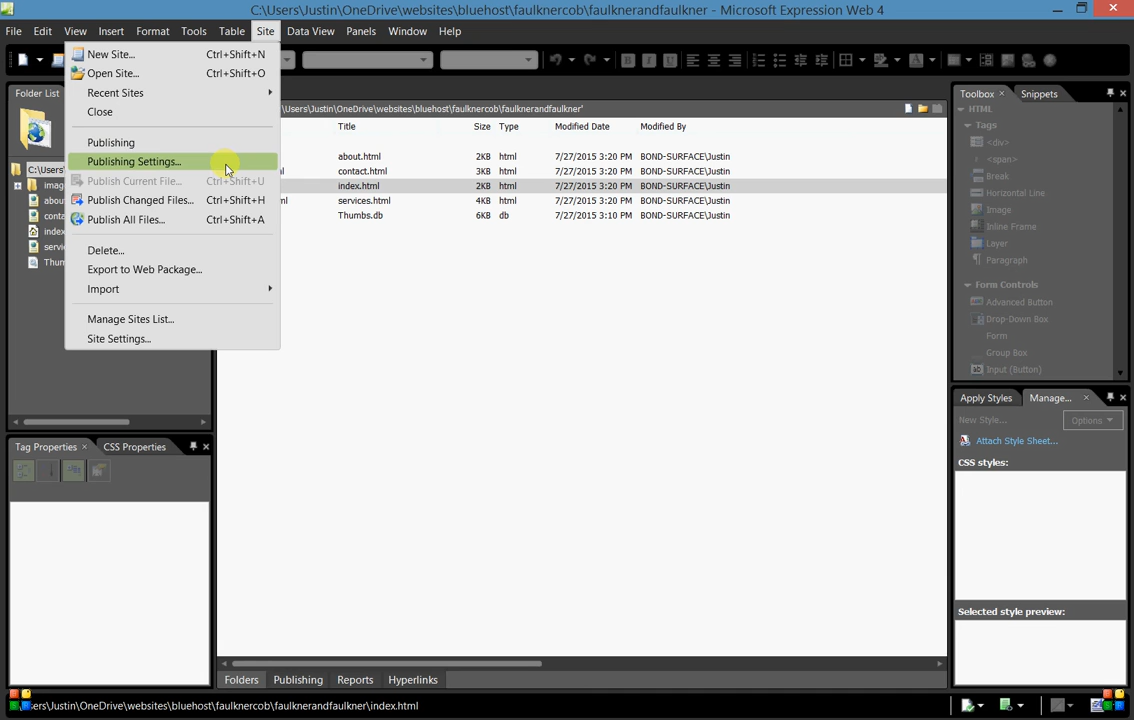 C:\Users\Justin\OneDrive\websites\bluehost\faulknercob\faulknerandfaulkner - Microsoft Expression Web 4
File Edit View Insert Format Tools Table Site Data View Panels Window Help
New Site... Ctrl+Shift+N
Open Site... Ctrl+Shift+O
Recent Sites
Close
Publishing
Publishing Settings...
Publish Current File... Ctrl+Shift+U
Publish Changed Files... Ctrl+Shift+H
Publish All Files... Ctrl+Shift+A
Delete...
Export to Web Package...
Import
Manage Sites List...
Site Settings...
Folder List
C:\Users\
imag
abou
conta
index
servi
Thun
\Users\Justin\OneDrive\websites\bluehost\faulknercob\faulknerandfaulkner'
Title Size Type Modified Date Modified By
about.html 2KB html 7/27/2015 3:20 PM BOND-SURFACE\Justin
contact.html 3KB html 7/27/2015 3:20 PM BOND-SURFACE\Justin
index.html 2KB html 7/27/2015 3:20 PM BOND-SURFACE\Justin
services.html 4KB html 7/27/2015 3:20 PM BOND-SURFACE\Justin
Thumbs.db 6KB db 7/27/2015 3:10 PM BOND-SURFACE\Justin
Toolbox Snippets
HTML
Tags
<div>
<span>
Break
Horizontal Line
Image
Inline Frame
Layer
Paragraph
Form Controls
Advanced Button
Drop-Down Box
Form
Group Box
Input (Button)
Apply Styles Manage...
New Style... Options
Attach Style Sheet...
CSS styles:
Selected style preview:
Tag Properties CSS Properties
Folders Publishing Reports Hyperlinks
sers\Justin\OneDrive\websites\bluehost\faulknercob\faulknerandfaulkner\index.html